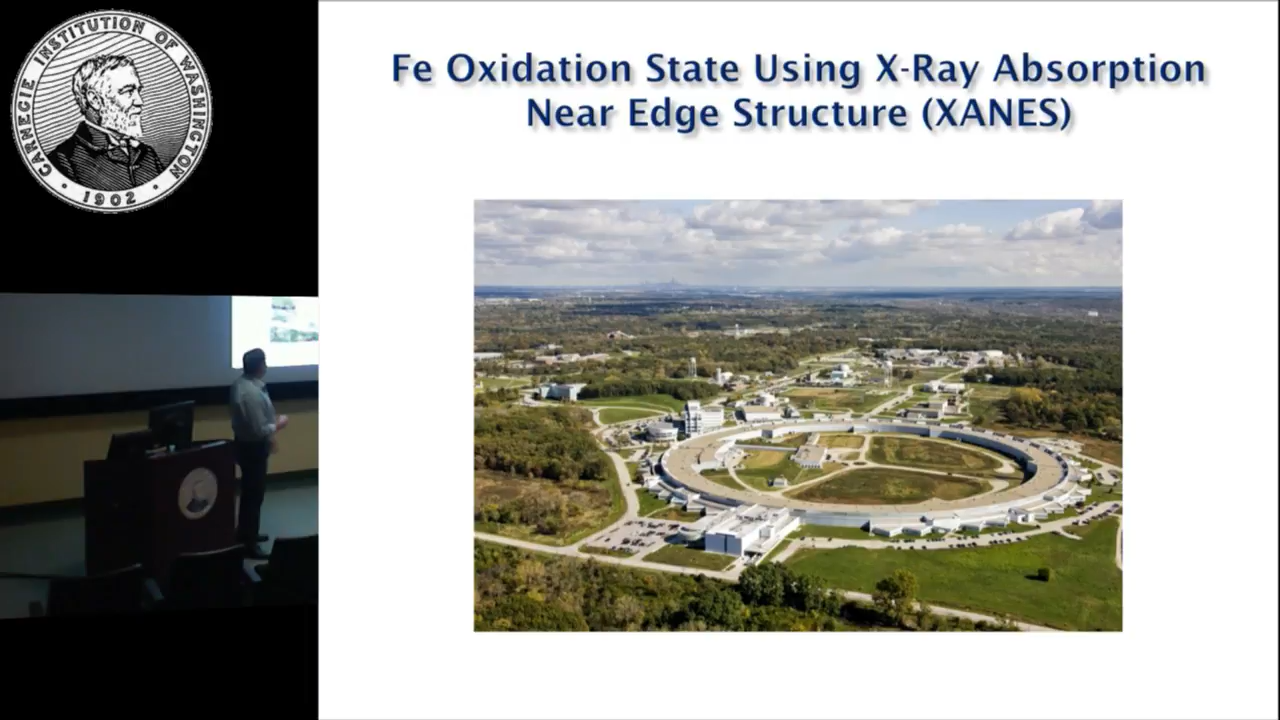 CARNEGIE INSTITUTION OF WASHINGTON
· 1902 ·
Fe Oxidation State Using X-Ray Absorption
Near Edge Structure (XANES)